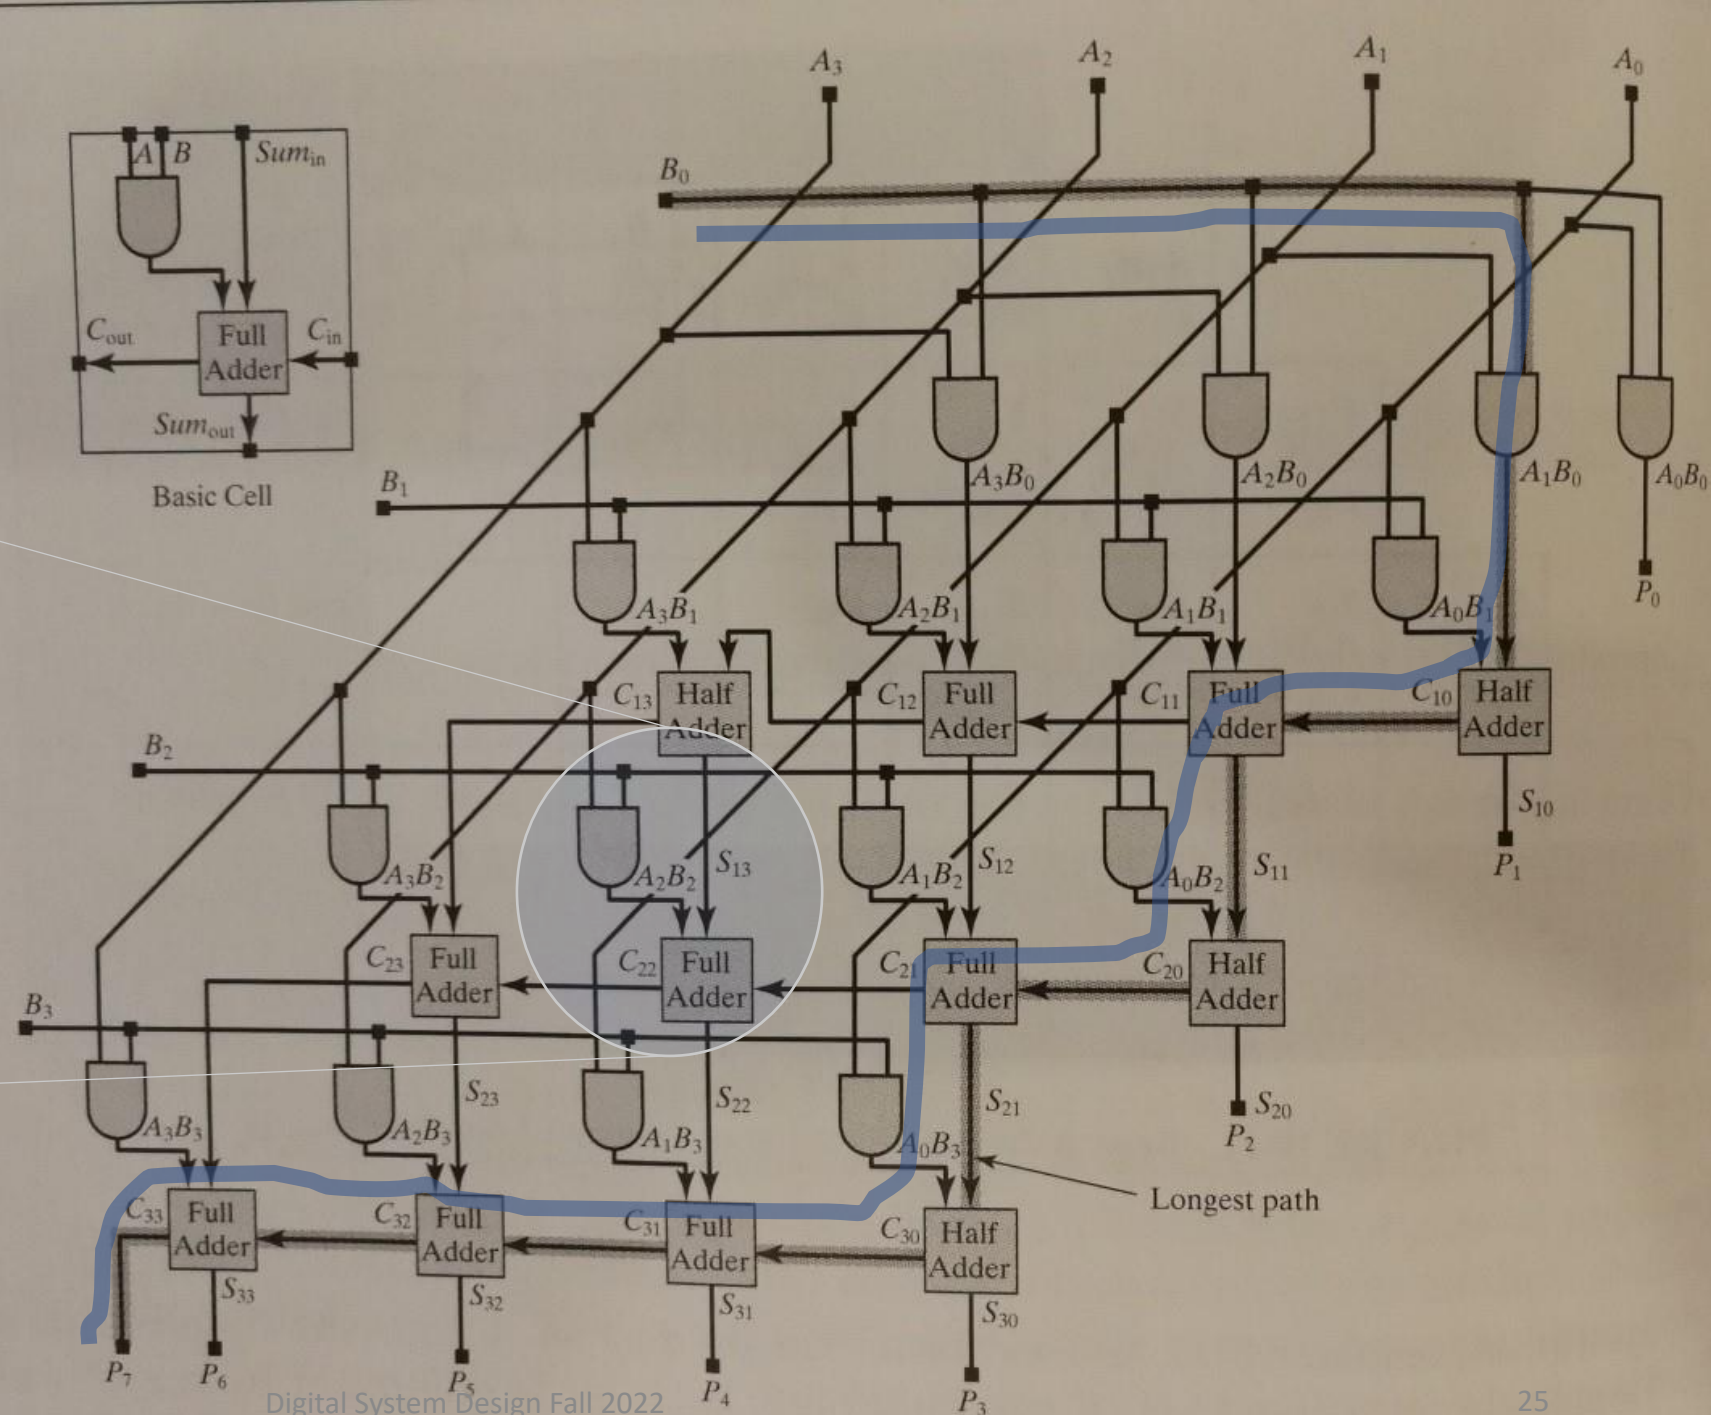 A₃
A₂
A₁
A₀
A B Sumᵢₙ
B₀
Cₒᵤₜ
Full
Adder
Cᵢₙ
Sumₒᵤₜ
Basic Cell
B₁
A₃B₀
A₂B₀
A₁B₀
A₀B₀
P₀
A₃B₁
A₂B₁
A₁B₁
A₀B₁
C₁₃
Half
Adder
C₁₂
Full
Adder
C₁₁
Full
Adder
C₁₀
Half
Adder
B₂
S₁₃
S₁₂
S₁₁
S₁₀
P₁
A₃B₂
A₂B₂
A₁B₂
A₀B₂
C₂₃
Full
Adder
C₂₂
Full
Adder
C₂₁
Full
Adder
C₂₀
Half
Adder
B₃
S₂₃
S₂₂
S₂₁
S₂₀
P₂
A₃B₃
A₂B₃
A₁B₃
A₀B₃
Longest path
C₃₃
Full
Adder
C₃₂
Full
Adder
C₃₁
Full
Adder
C₃₀
Half
Adder
S₃₃
S₃₂
S₃₁
S₃₀
P₇
P₆
P₅
P₄
P₃
Digital System Design Fall 2022
25